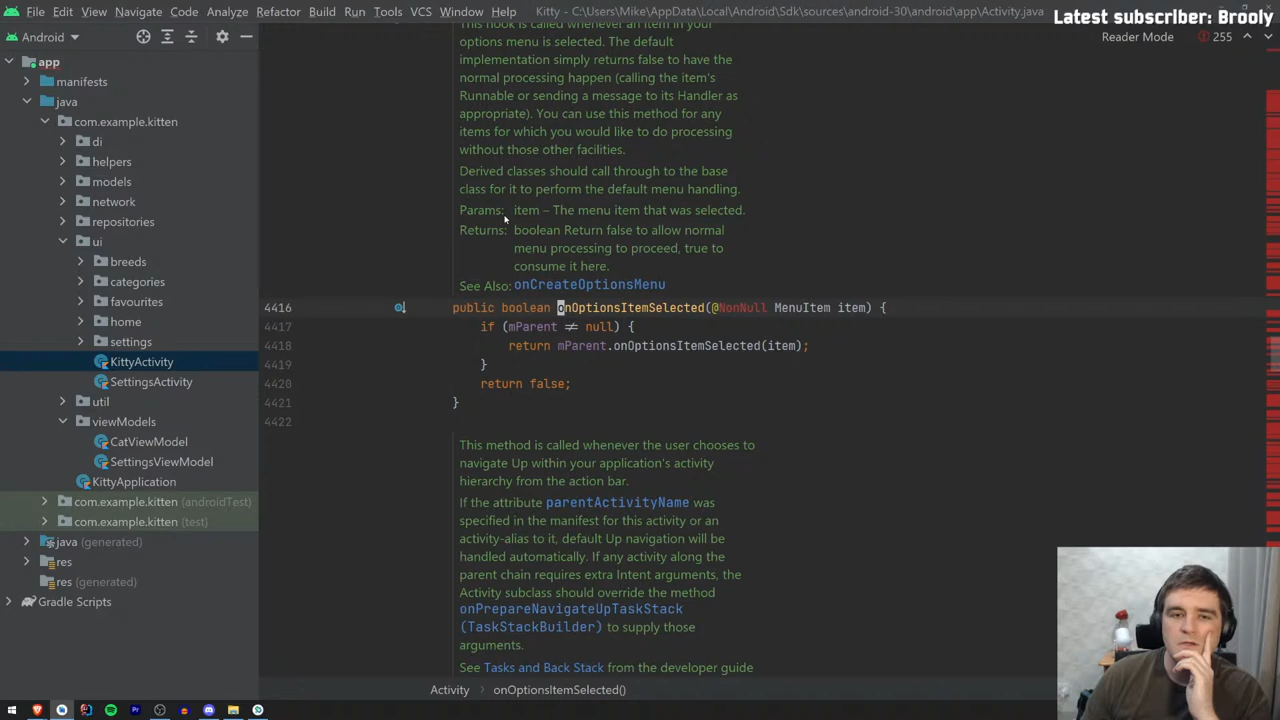 File Edit View Navigate Code Analyze Refactor Build Run Tools VCS Window Help Kitty - C:\Users\Mike\AppData\Local\Android\Sdk\sources\android-30\android\app\Activity.java
Latest subscriber: Brooly
Android
Reader Mode 255
app
manifests
java
com.example.kitten
di
helpers
models
network
repositories
ui
breeds
categories
favourites
home
settings
KittyActivity
SettingsActivity
util
viewModels
CatViewModel
SettingsViewModel
KittyApplication
com.example.kitten (androidTest)
com.example.kitten (test)
java (generated)
res
res (generated)
Gradle Scripts
This hook is called whenever an item in your
options menu is selected. The default
implementation simply returns false to have the
normal processing happen (calling the item's
Runnable or sending a message to its Handler as
appropriate). You can use this method for any
items for which you would like to do processing
without those other facilities.
Derived classes should call through to the base
class for it to perform the default menu handling.
Params: item – The menu item that was selected.
Returns: boolean Return false to allow normal
menu processing to proceed, true to
consume it here.
See Also: onCreateOptionsMenu
4416 public boolean onOptionsItemSelected(@NonNull MenuItem item) {
4417 if (mParent ≠ null) {
4418 return mParent.onOptionsItemSelected(item);
4419 }
4420 return false;
4421 }
4422
This method is called whenever the user chooses to
navigate Up within your application's activity
hierarchy from the action bar.
If the attribute parentActivityName was
specified in the manifest for this activity or an
activity-alias to it, default Up navigation will be
handled automatically. If any activity along the
parent chain requires extra Intent arguments, the
Activity subclass should override the method
onPrepareNavigateUpTaskStack
(TaskStackBuilder) to supply those
arguments.
See Tasks and Back Stack from the developer guide
Activity › onOptionsItemSelected()